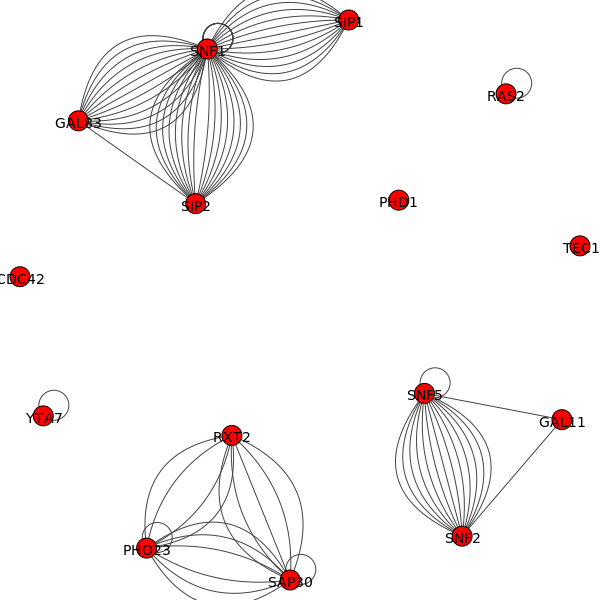 SIP1
SNF1
RAS2
GAL83
SIP2
PHD1
TEC1
CDC42
SNF5
YTA7
GAL11
RXT2
SNF2
PHO23
SAP30